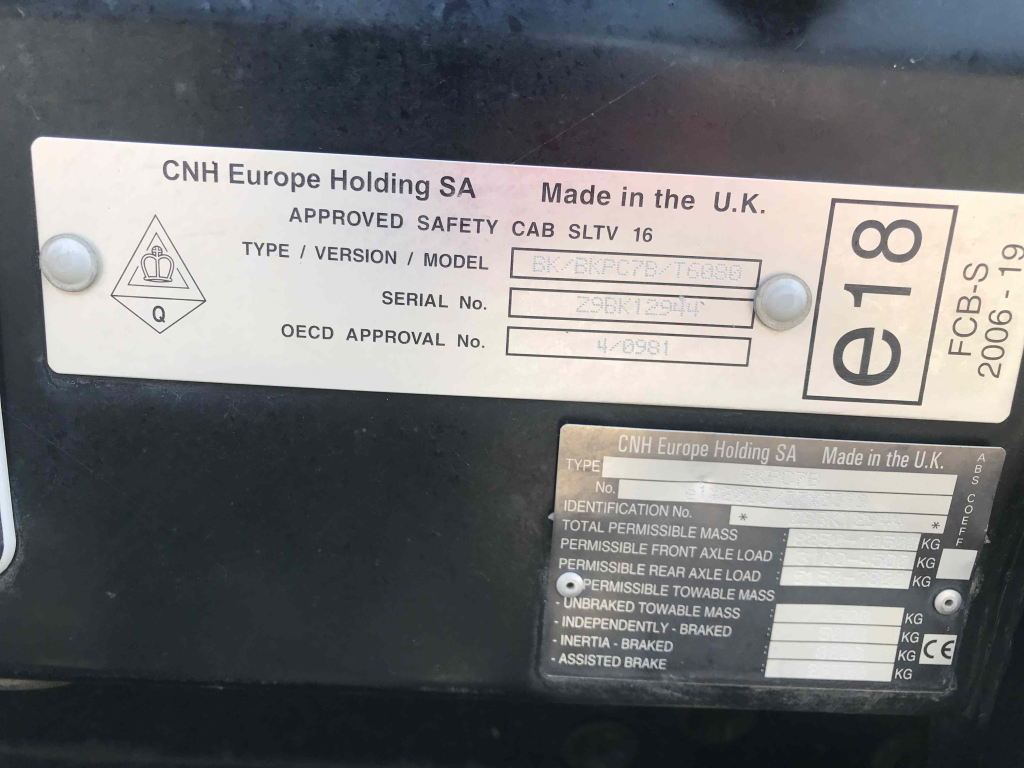 CNH Europe Holding SA Made in the U.K.
APPROVED SAFETY CAB SLTV 16
TYPE / VERSION / MODEL BK/BKPC7B/T6080
SERIAL No. Z9BK12944
OECD APPROVAL No. 4/0981
Q
e18
FCB-S
2006 - 19
CNH Europe Holding SA Made in the U.K.
TYPE
No.
IDENTIFICATION No. * *
TOTAL PERMISSIBLE MASS : KG
PERMISSIBLE FRONT AXLE LOAD : KG
PERMISSIBLE REAR AXLE LOAD : KG
PERMISSIBLE TOWABLE MASS
- UNBRAKED TOWABLE MASS : KG
- INDEPENDENTLY - BRAKED : KG
- INERTIA - BRAKED : KG
- ASSISTED BRAKE : KG
ABS COEFF
CE